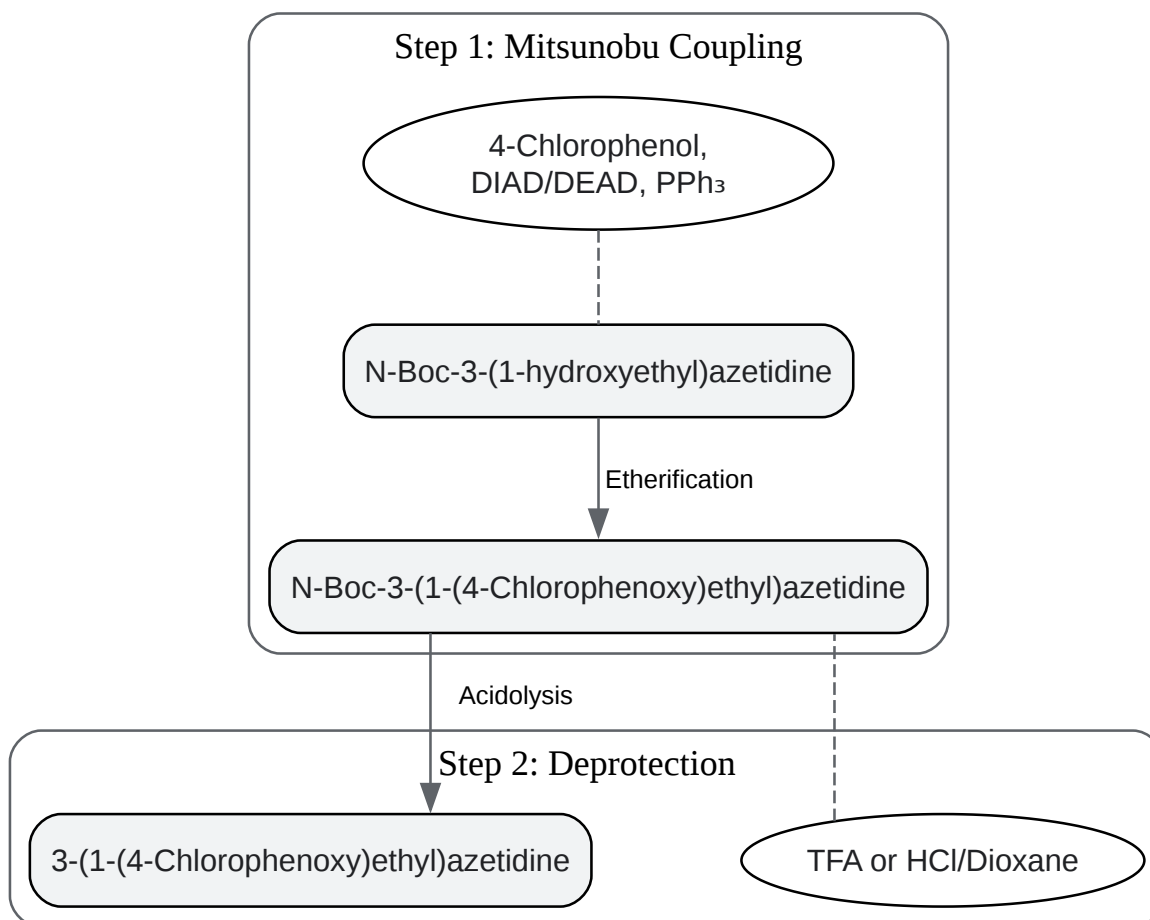 Step 1: Mitsunobu Coupling
4-Chlorophenol,
DIAD/DEAD, PPh₃
N-Boc-3-(1-hydroxyethyl)azetidine
Etherification
N-Boc-3-(1-(4-Chlorophenoxy)ethyl)azetidine
Acidolysis
Step 2: Deprotection
3-(1-(4-Chlorophenoxy)ethyl)azetidine
TFA or HCl/Dioxane